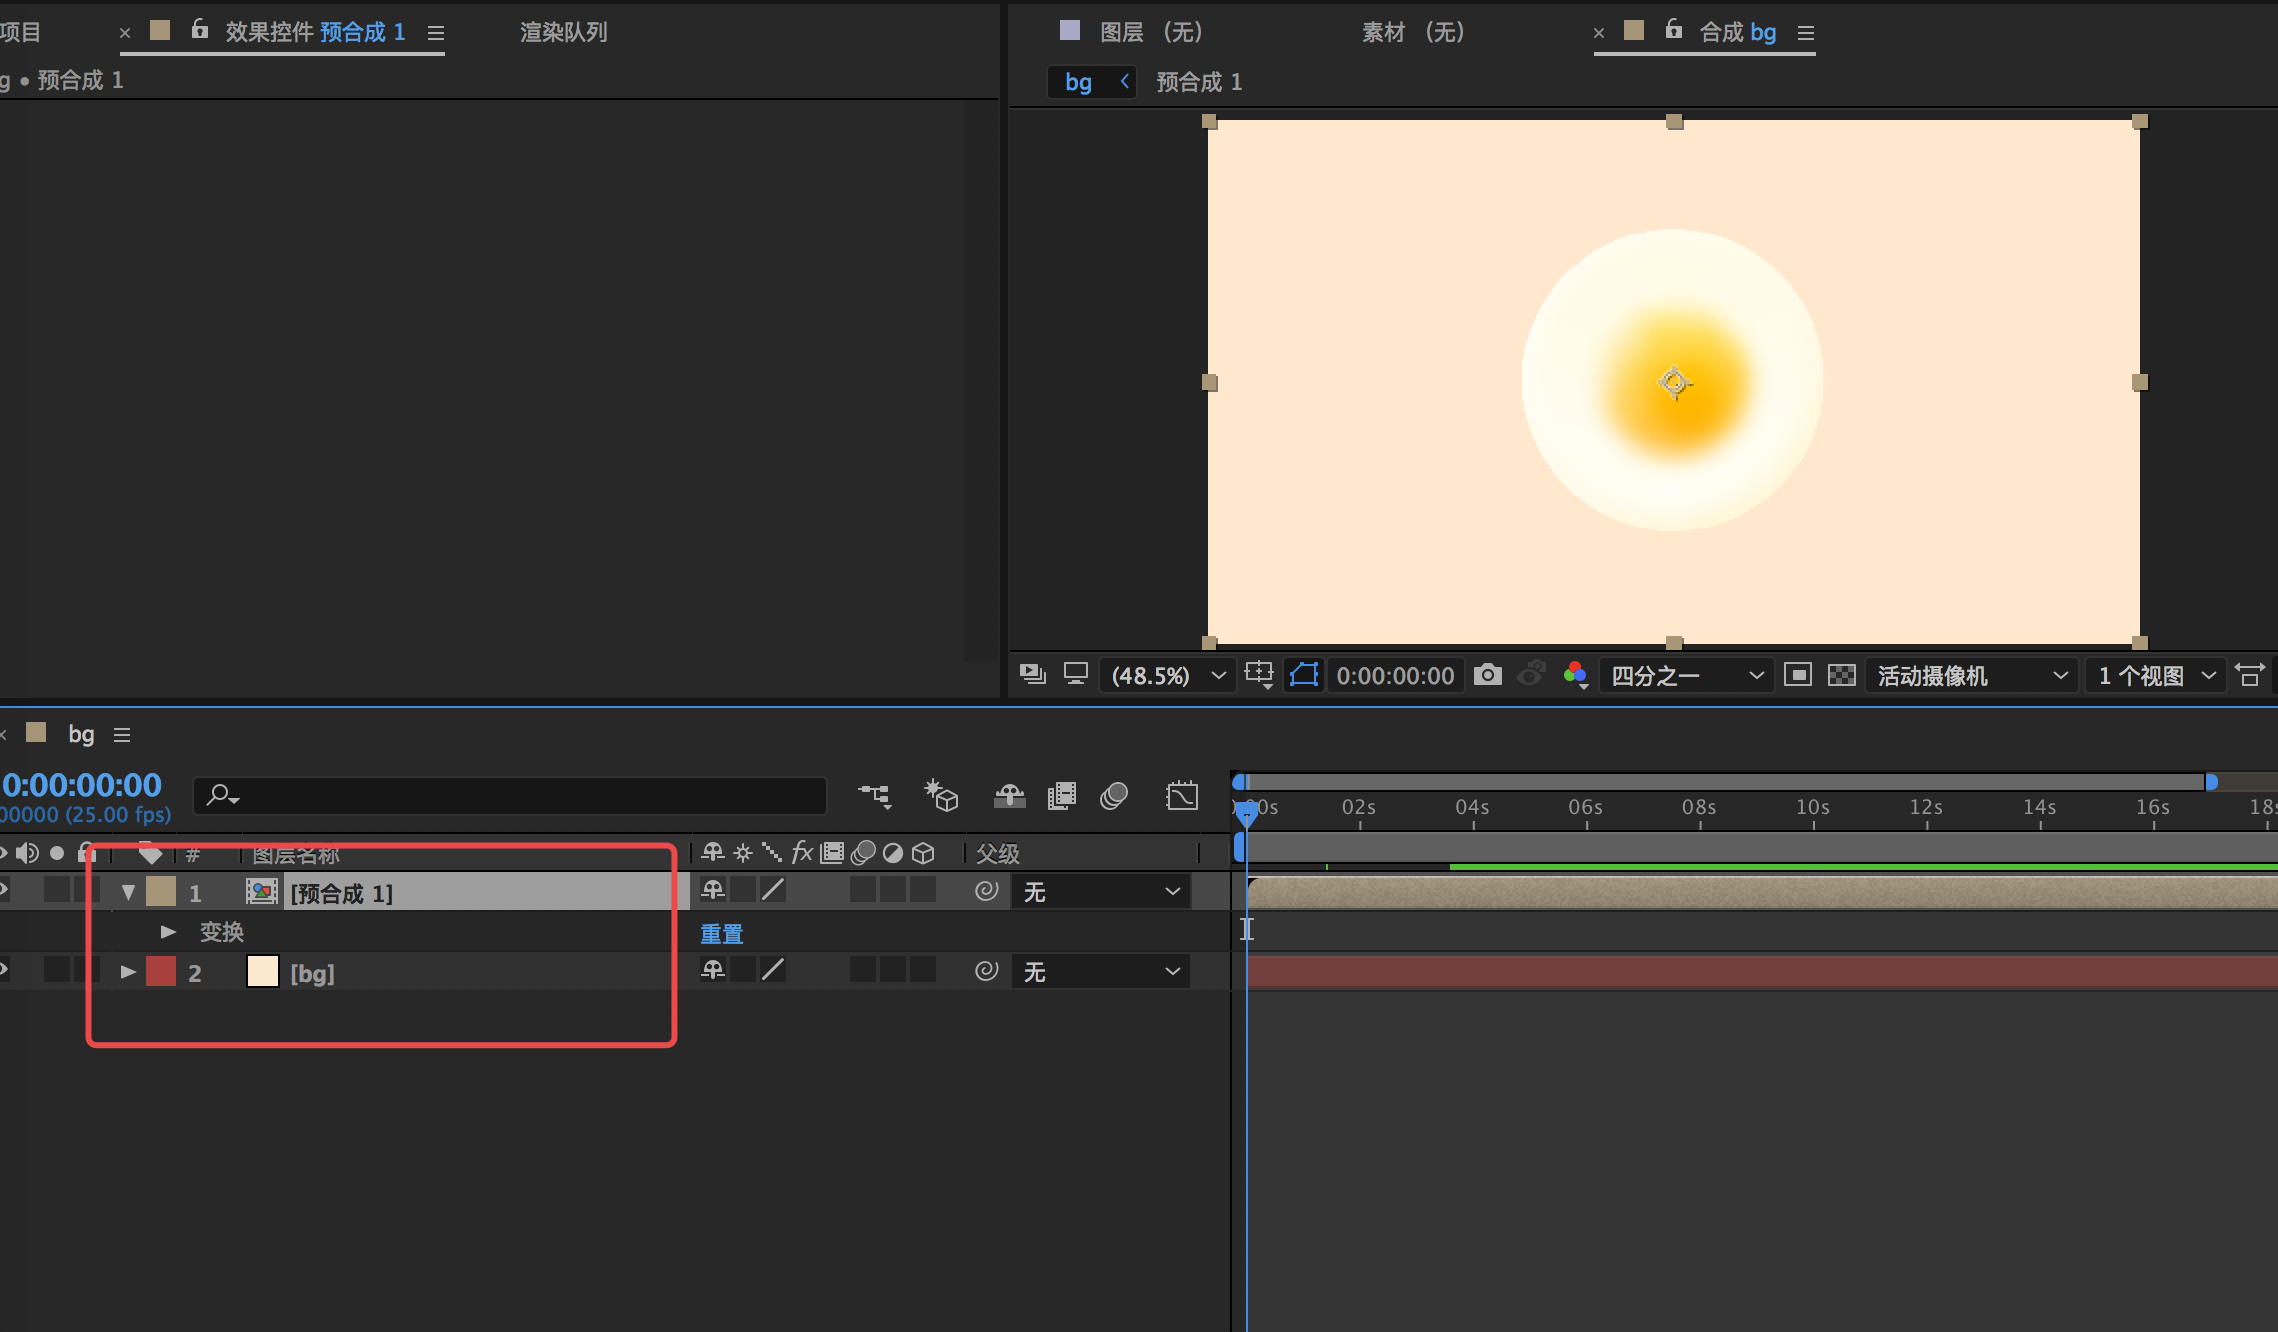 项目
效果控件 预合成 1
渲染队列
图层 (无)
素材 (无)
合成 bg
g • 预合成 1
bg
预合成 1
(48.5%)
0:00:00:00
四分之一
活动摄像机
1 个视图
bg
0:00:00:00
00000 (25.00 fps)
00s 02s 04s 06s 08s 10s 12s 14s 16s 18s
# 图层名称 fx 父级
1 [预合成 1] 无
变换 重置
2 [bg] 无